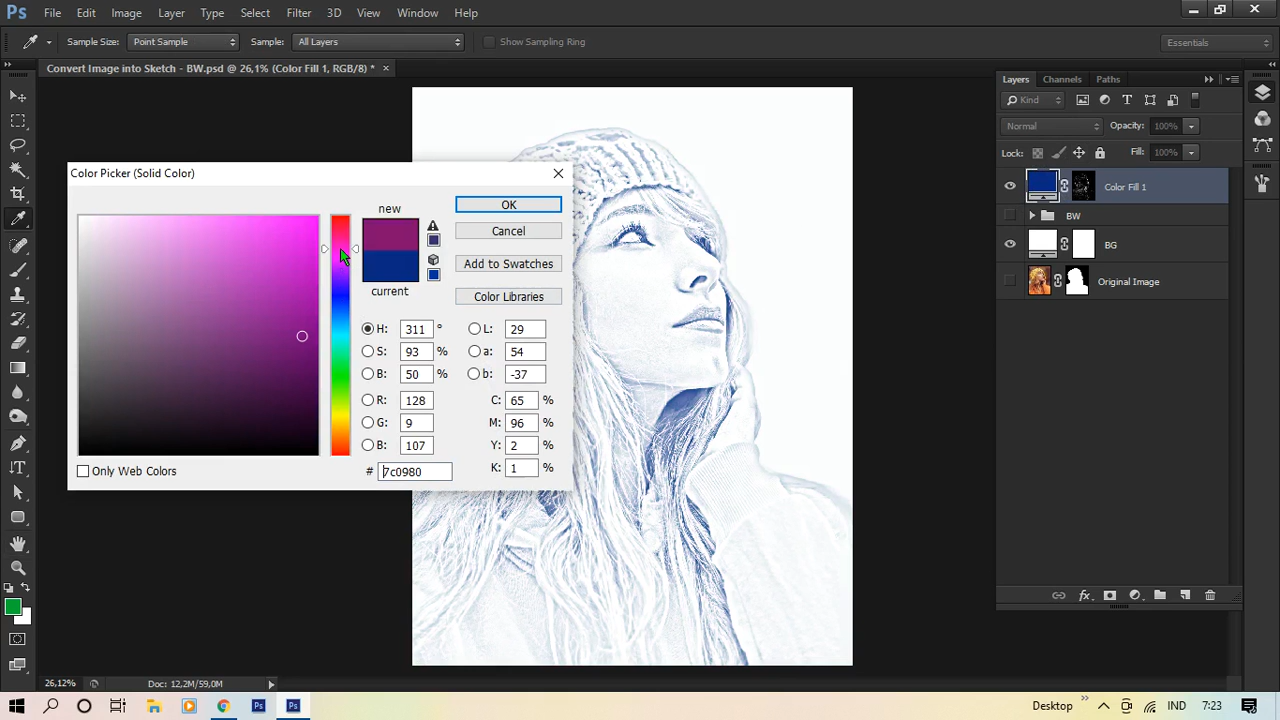 Ps File Edit Image Layer Type Select Filter 3D View Window Help
Sample Size: Point Sample Sample: All Layers Show Sampling Ring Essentials
Convert Image into Sketch - BW.psd @ 26,1% (Color Fill 1, RGB/8) * ×
Layers Channels Paths
Kind
Normal Opacity: 100%
Lock: Fill: 100%
Color Fill 1
BW
BG
Original Image
Color Picker (Solid Color)
new
current
OK
Cancel
Add to Swatches
Color Libraries
H: 311 ° L: 29
S: 93 % a: 54
B: 50 % b: -37
R: 128 C: 65 %
G: 9 M: 96 %
B: 107 Y: 2 %
# 7c0980 K: 1 %
Only Web Colors
26,12% Doc: 12,2M/59,0M
Desktop » IND 7:23